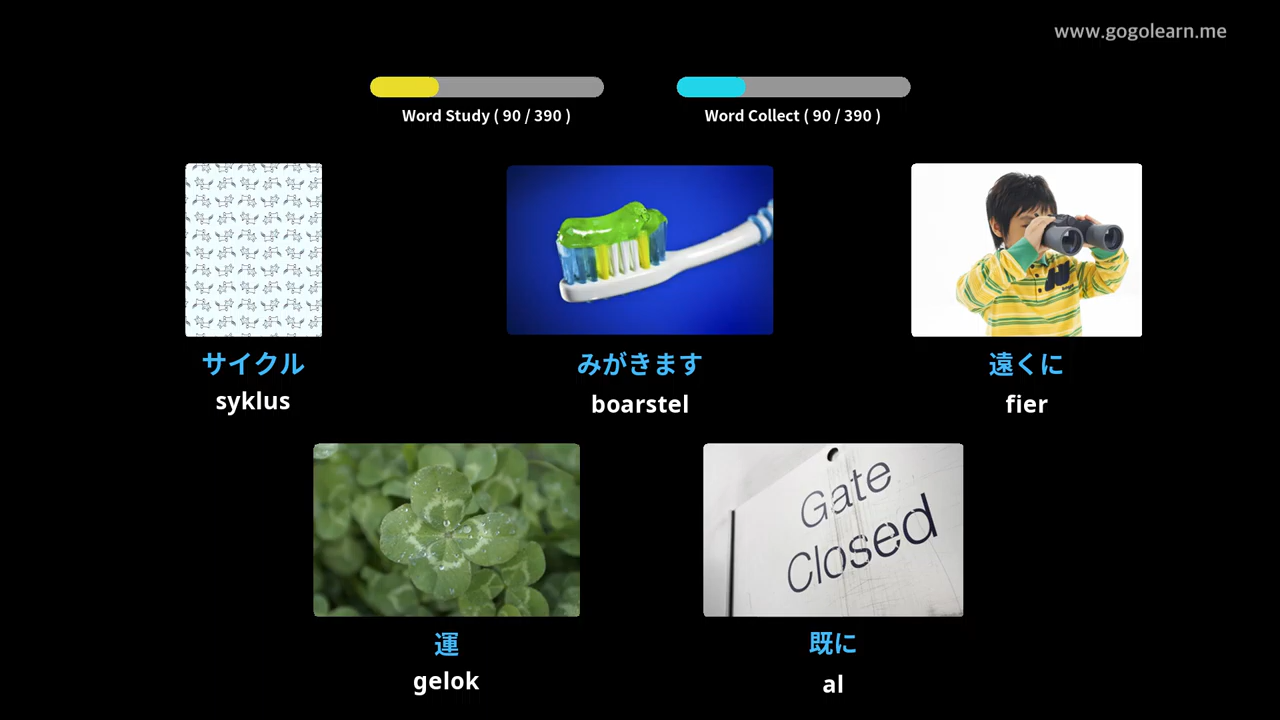 www.gogolearn.me
Word Study ( 90 / 390 )
Word Collect ( 90 / 390 )
サイクル
syklus
みがきます
boarstel
遠くに
fier
Gate
Closed
運
gelok
既に
al